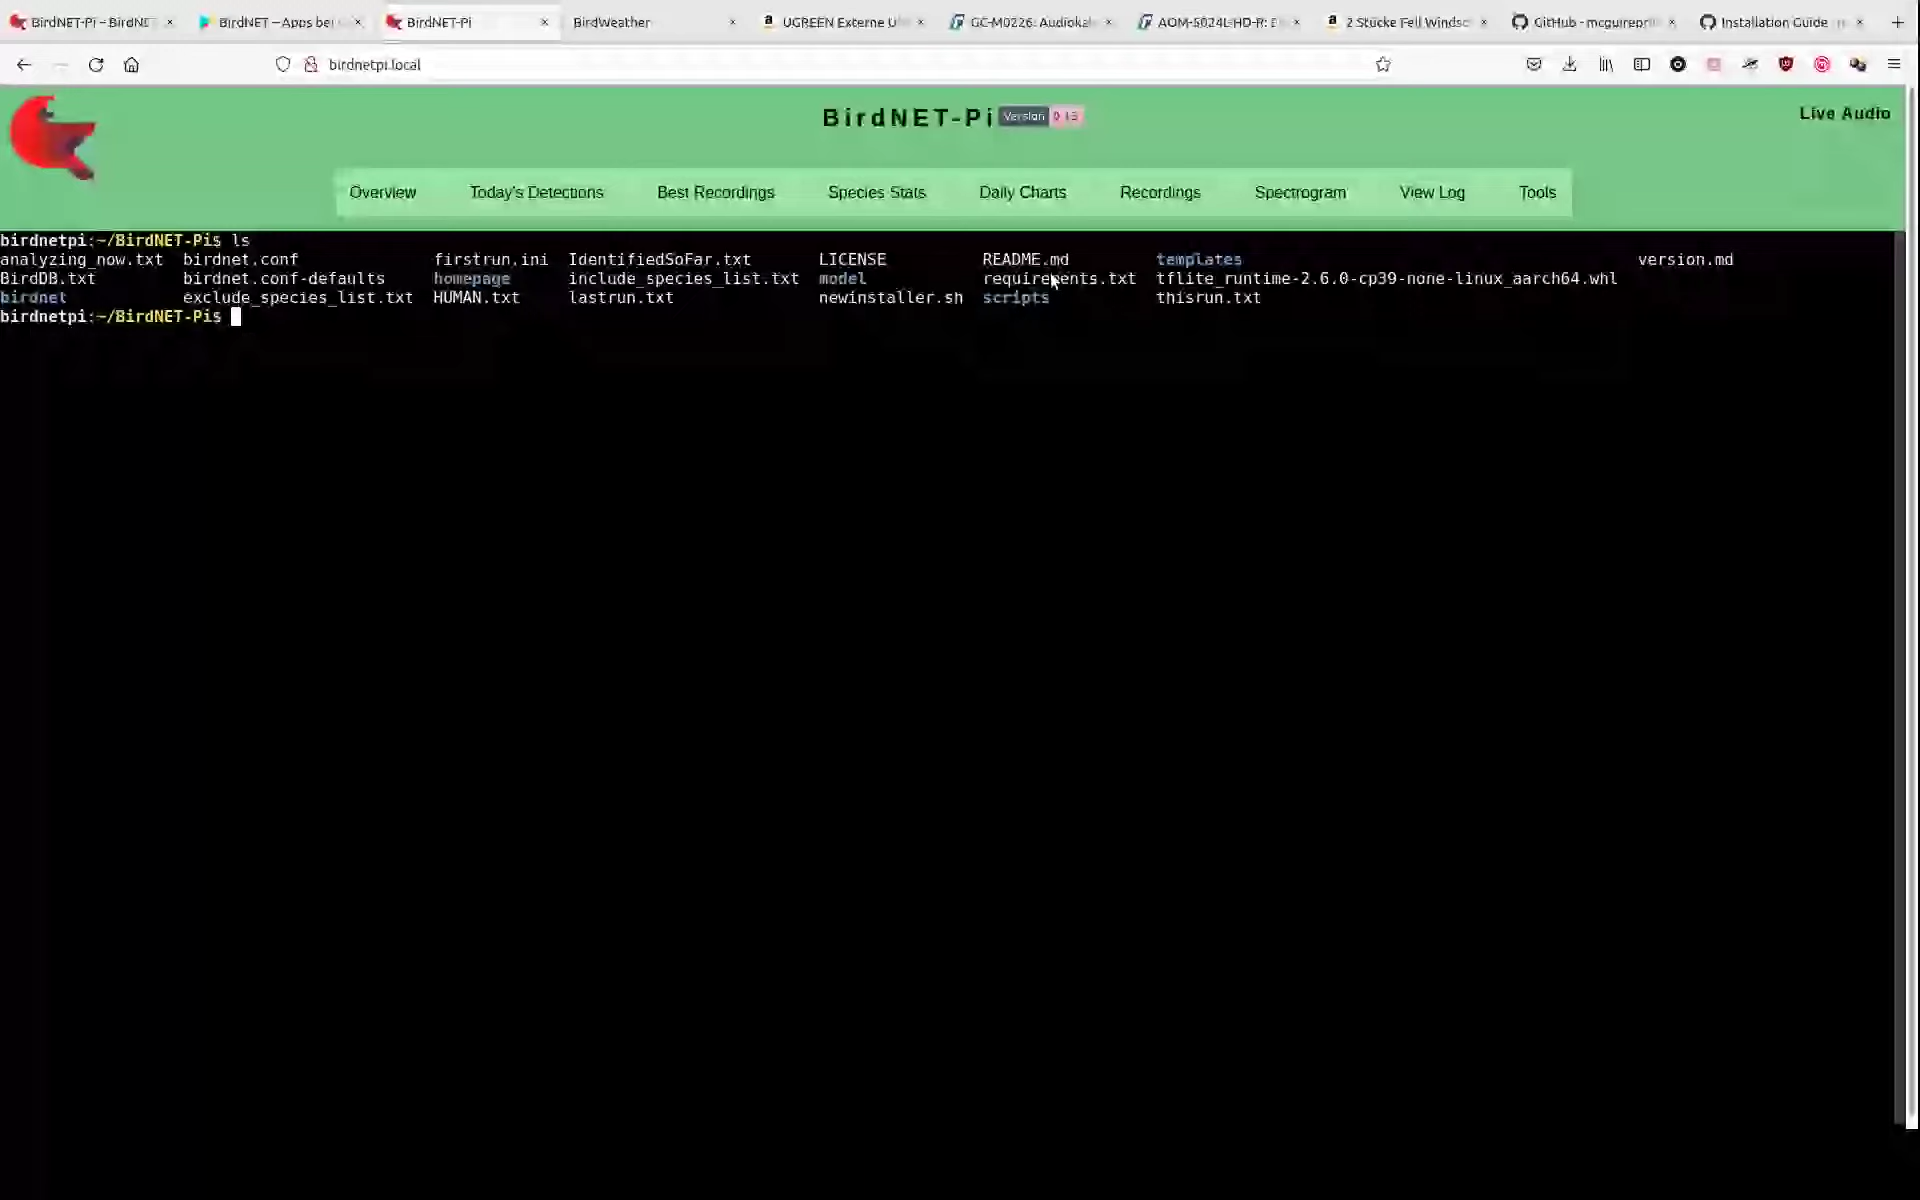 BirdNET-Pi – BirdNE
BirdNET – Apps bei
BirdNET-Pi
BirdWeather
UGREEN Externe U
GC-M0226: Audiokal
AOM-5024L-HD-R:
2 Stücke Fell Windsc
GitHub - mcguirepr
Installation Guide
birdnetpi.local
BirdNET-Pi
Version 0.13
Live Audio
Overview Today's Detections Best Recordings Species Stats Daily Charts Recordings Spectrogram View Log Tools
birdnetpi:~/BirdNET-Pi$ ls
analyzing_now.txt birdnet.conf firstrun.ini IdentifiedSoFar.txt LICENSE README.md templates version.md
BirdDB.txt birdnet.conf-defaults homepage include_species_list.txt model requirements.txt tflite_runtime-2.6.0-cp39-none-linux_aarch64.whl
birdnet exclude_species_list.txt HUMAN.txt lastrun.txt newinstaller.sh scripts thisrun.txt
birdnetpi:~/BirdNET-Pi$